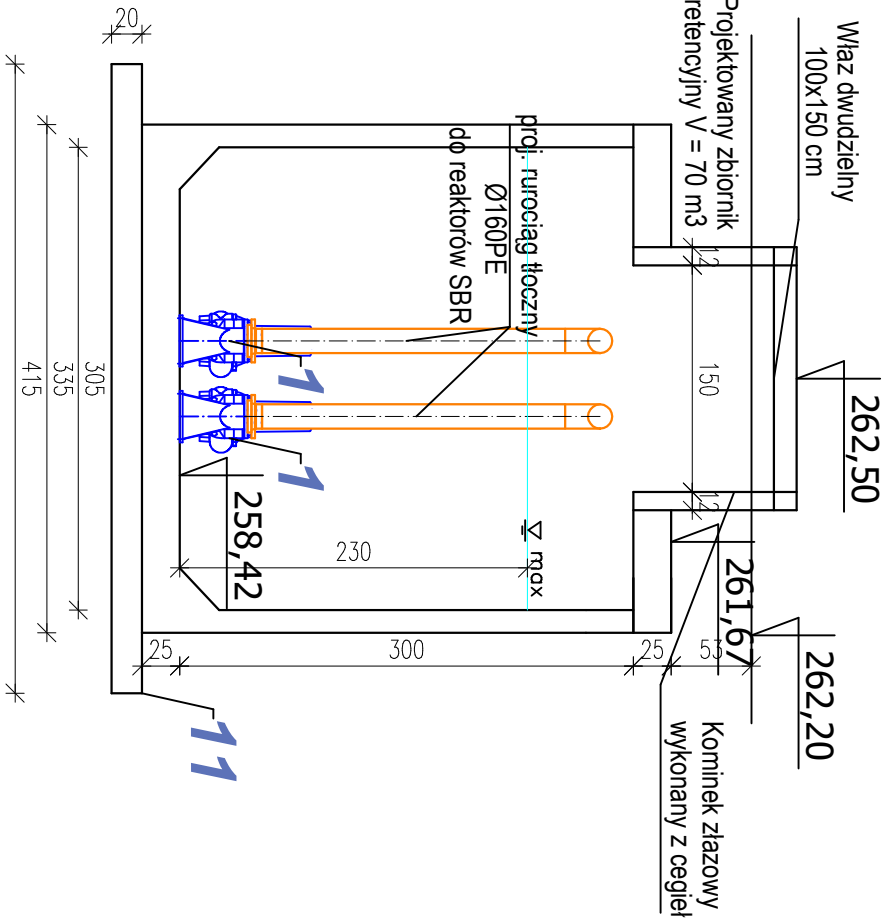 20
Właz dwudzielny
100x150 cm
Projektowany zbiornik
retencyjny V = 70 m3
proj. rurociąg tłoczny
Ø160PE
do reaktorów SBR
12
150
12
262,50
262,20
261,67
258,42
1
1
max
230
25
300
25
53
305
335
415
11
Kominek złazowy
wykonany z cegieł